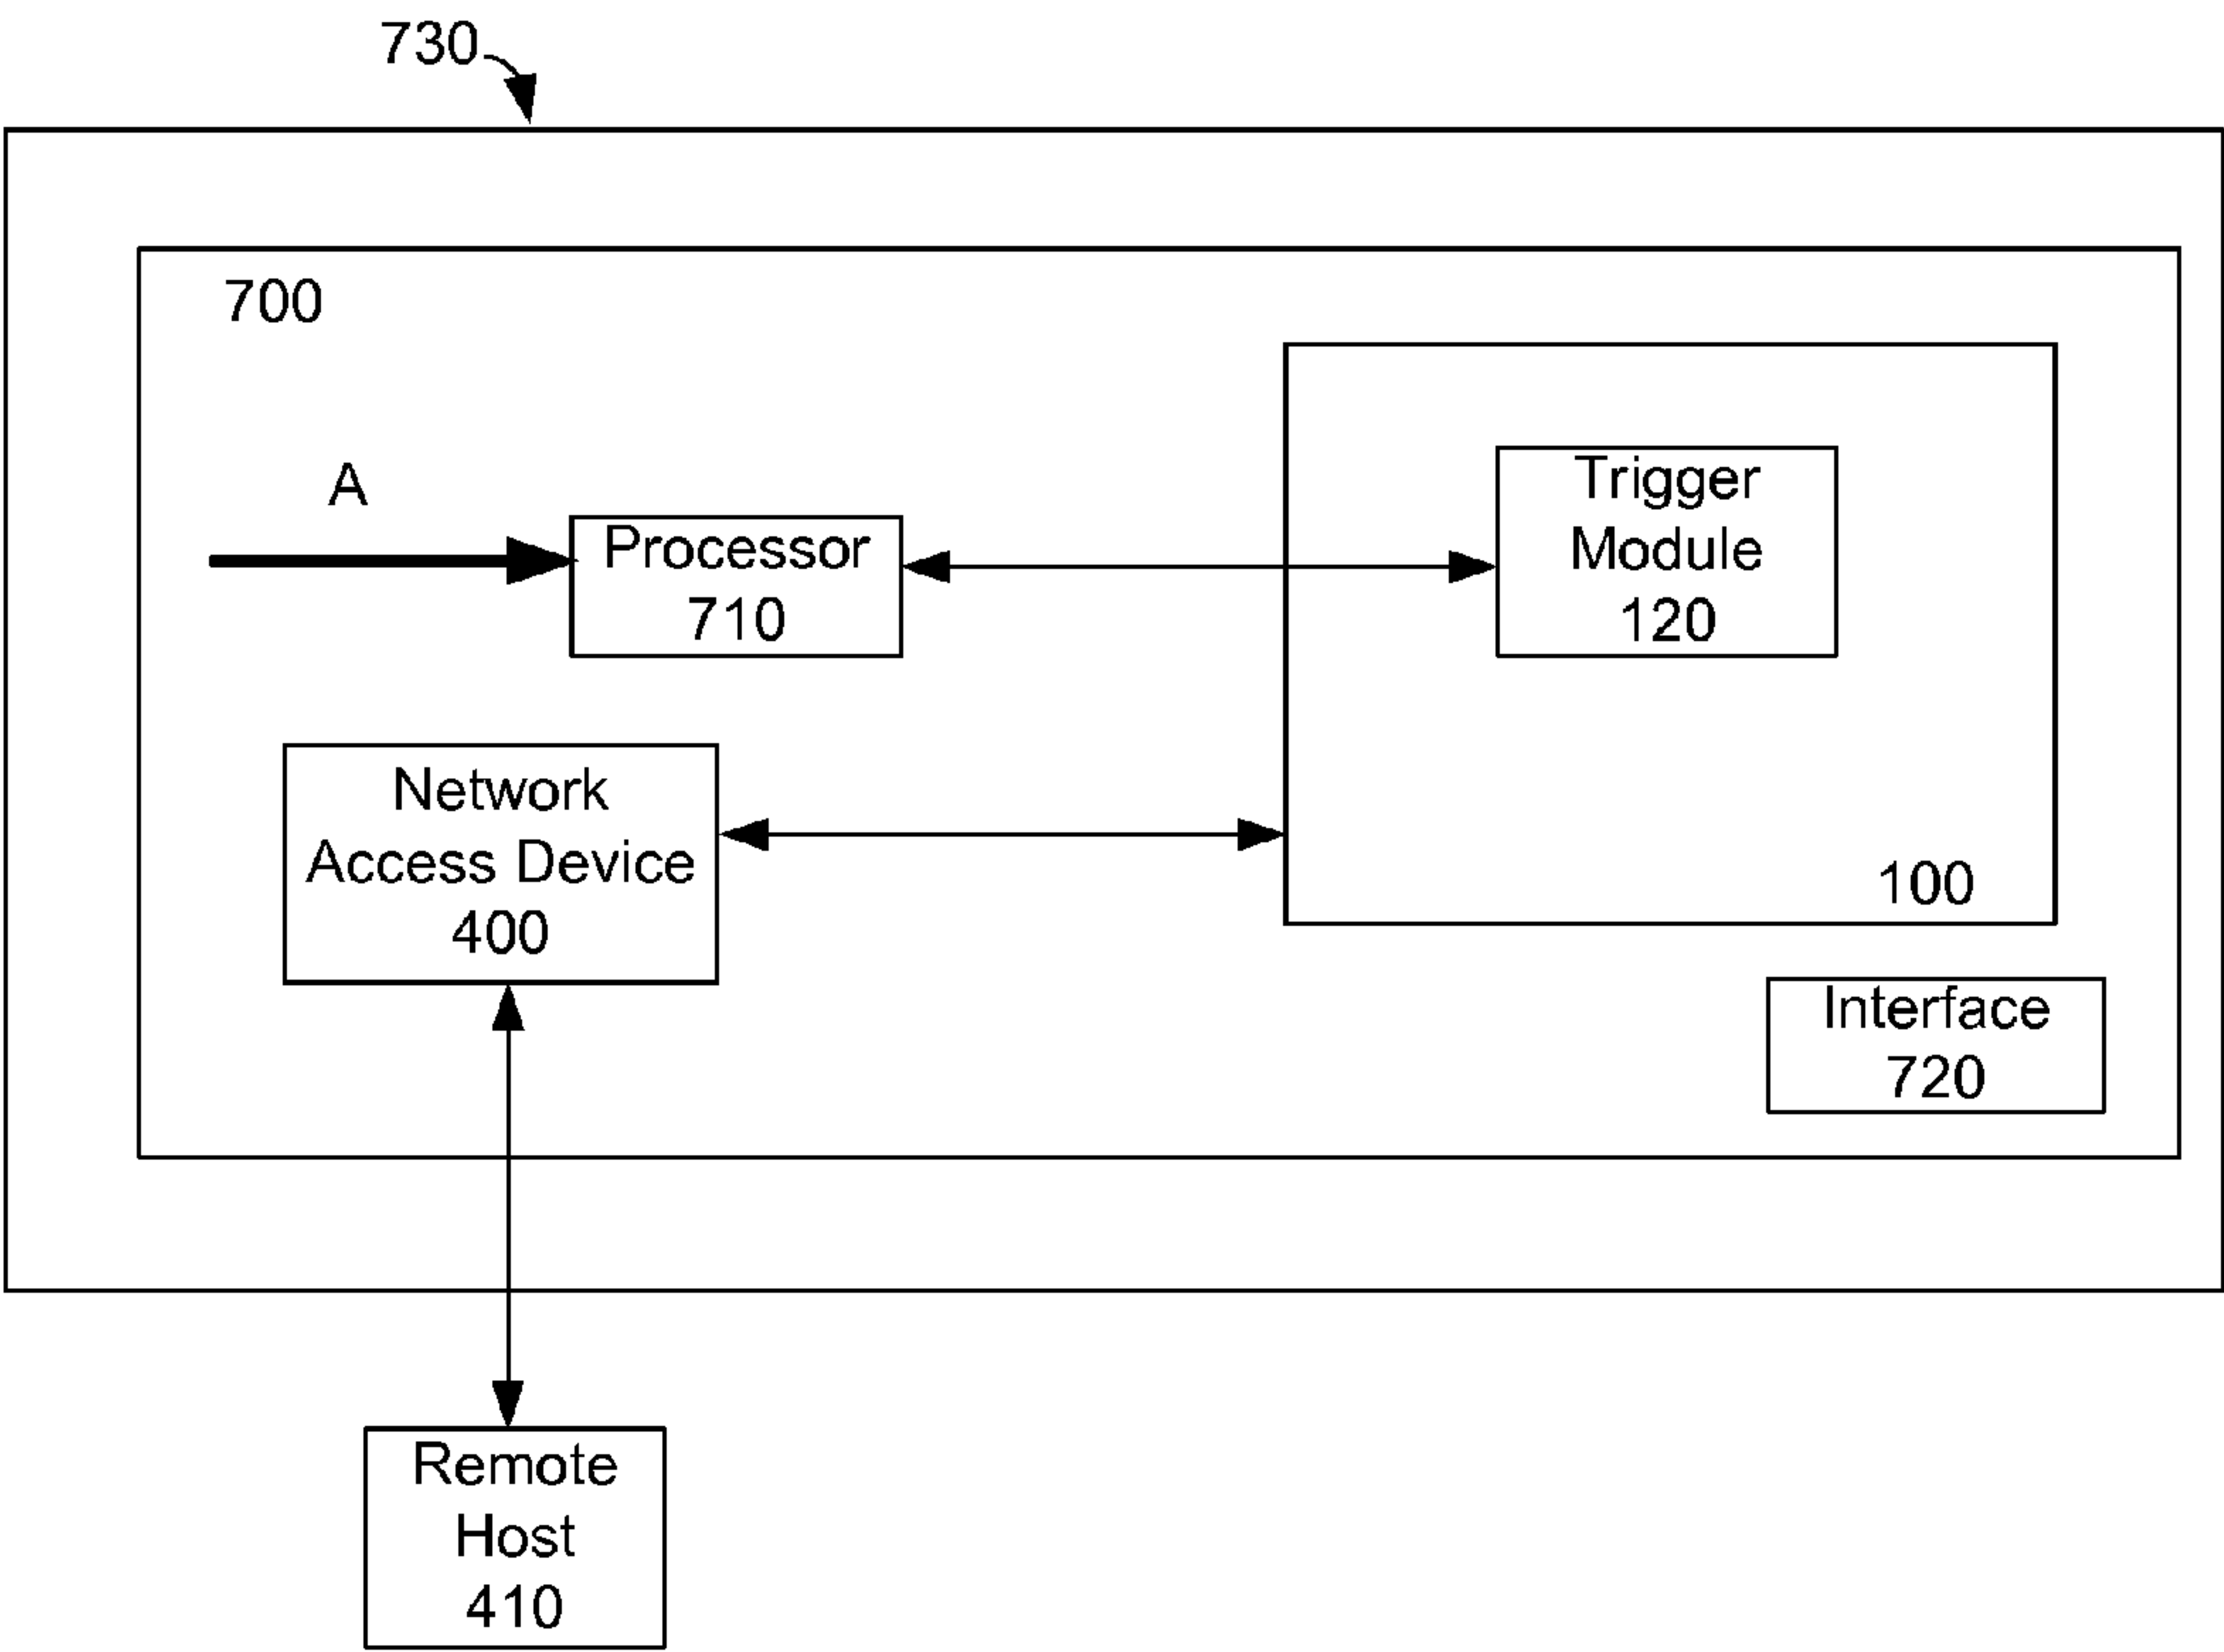 730
700
A
Processor
710
Trigger
Module
120
Network
Access Device
400
100
Interface
720
Remote
Host
410